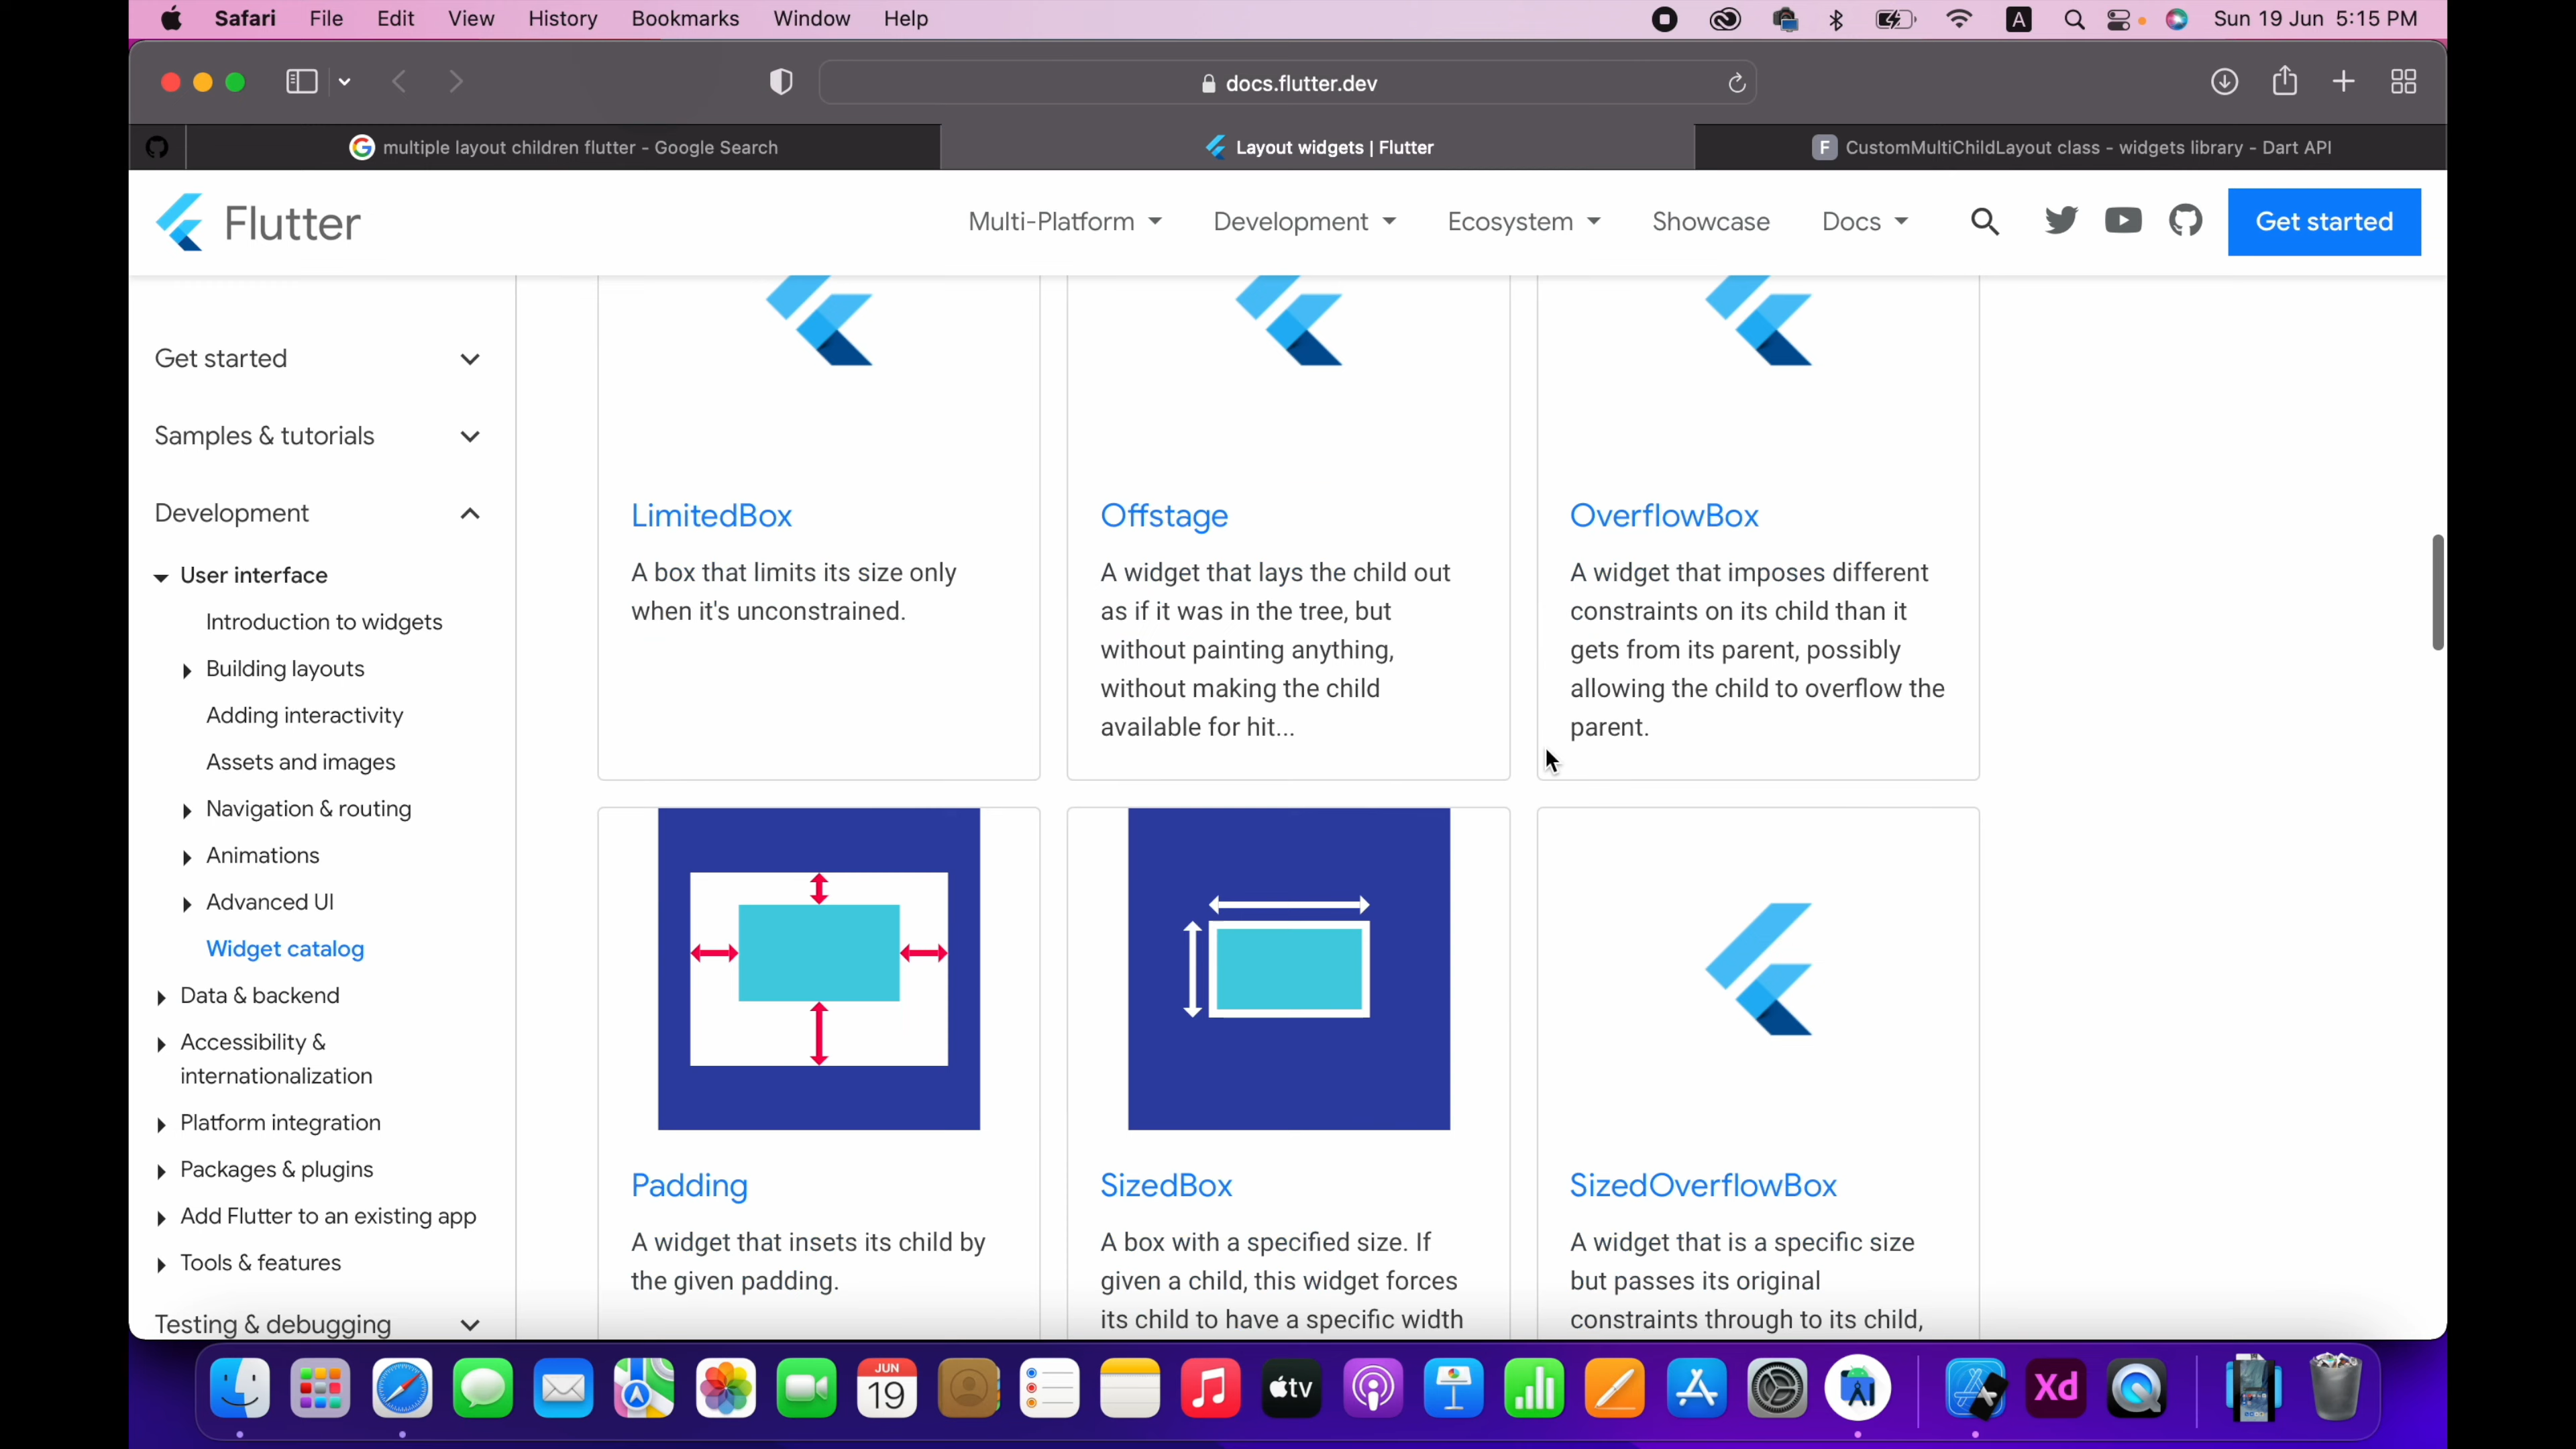 Safari File Edit View History Bookmarks Window Help A Sun 19 Jun 5:15 PM
docs.flutter.dev
G multiple layout children flutter - Google Search Layout widgets | Flutter F CustomMultiChildLayout class - widgets library - Dart API
Flutter Multi-Platform Development Ecosystem Showcase Docs Get started
Get started
Samples & tutorials
Development
User interface
Introduction to widgets
Building layouts
Adding interactivity
Assets and images
Navigation & routing
Animations
Advanced UI
Widget catalog
Data & backend
Accessibility &
internationalization
Platform integration
Packages & plugins
Add Flutter to an existing app
Tools & features
Testing & debugging
LimitedBox
A box that limits its size only
when it's unconstrained.
Offstage
A widget that lays the child out
as if it was in the tree, but
without painting anything,
without making the child
available for hit...
OverflowBox
A widget that imposes different
constraints on its child than it
gets from its parent, possibly
allowing the child to overflow the
parent.
Padding
A widget that insets its child by
the given padding.
SizedBox
A box with a specified size. If
given a child, this widget forces
its child to have a specific width
SizedOverflowBox
A widget that is a specific size
but passes its original
constraints through to its child,
JUN
19
tv
Xd